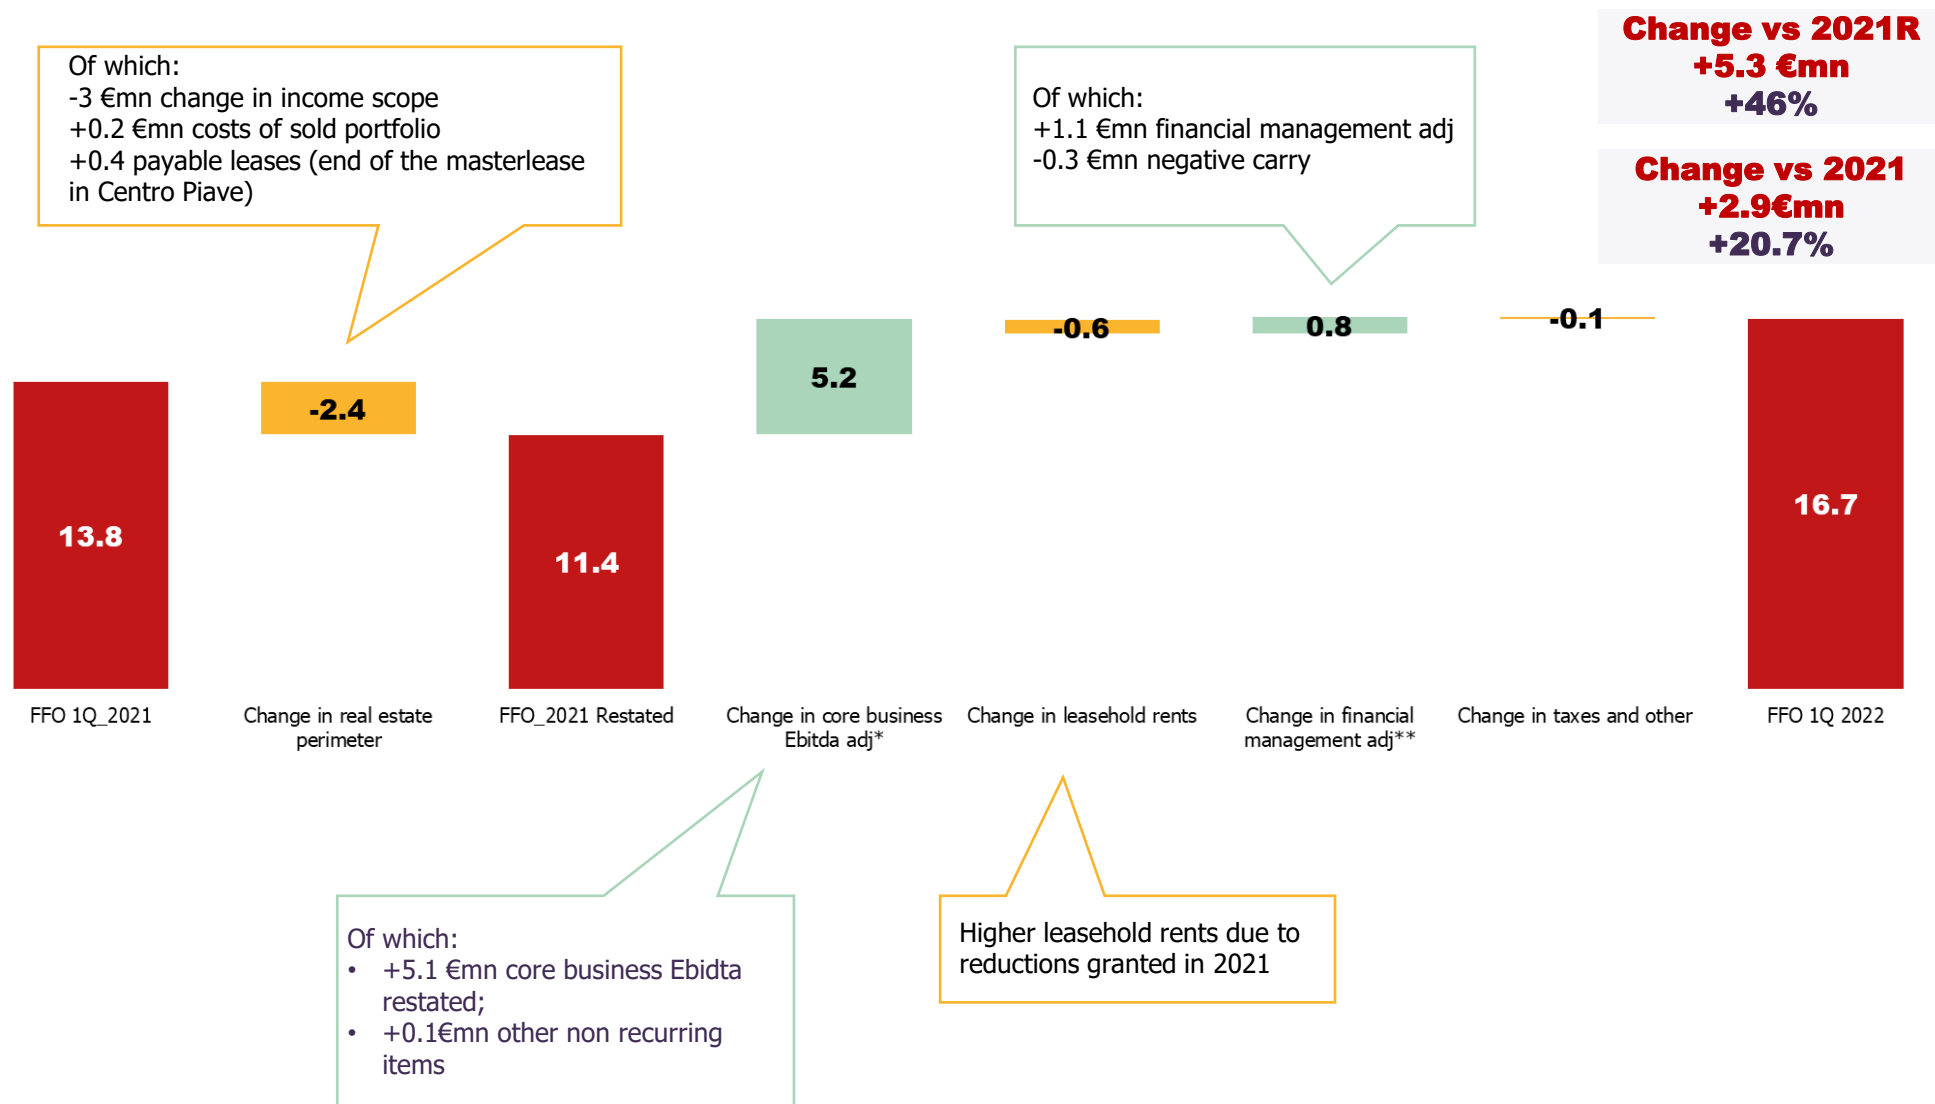 Change vs 2021R
+5.3 €mn
+46%
Change vs 2021
+2.9€mn
+20.7%
Of which:
-3 €mn change in income scope
+0.2 €mn costs of sold portfolio
+0.4 payable leases (end of the masterlease
in Centro Piave)
Of which:
+1.1 €mn financial management adj
-0.3 €mn negative carry
13.8
-2.4
11.4
5.2
-0.6
0.8
-0.1
16.7
FFO 1Q_2021
Change in real estate
perimeter
FFO_2021 Restated
Change in core business
Ebitda adj*
Change in leasehold rents
Change in financial
management adj**
Change in taxes and other
FFO 1Q 2022
Of which:
• +5.1 €mn core business Ebidta
restated;
• +0.1€mn other non recurring
items
Higher leasehold rents due to
reductions granted in 2021